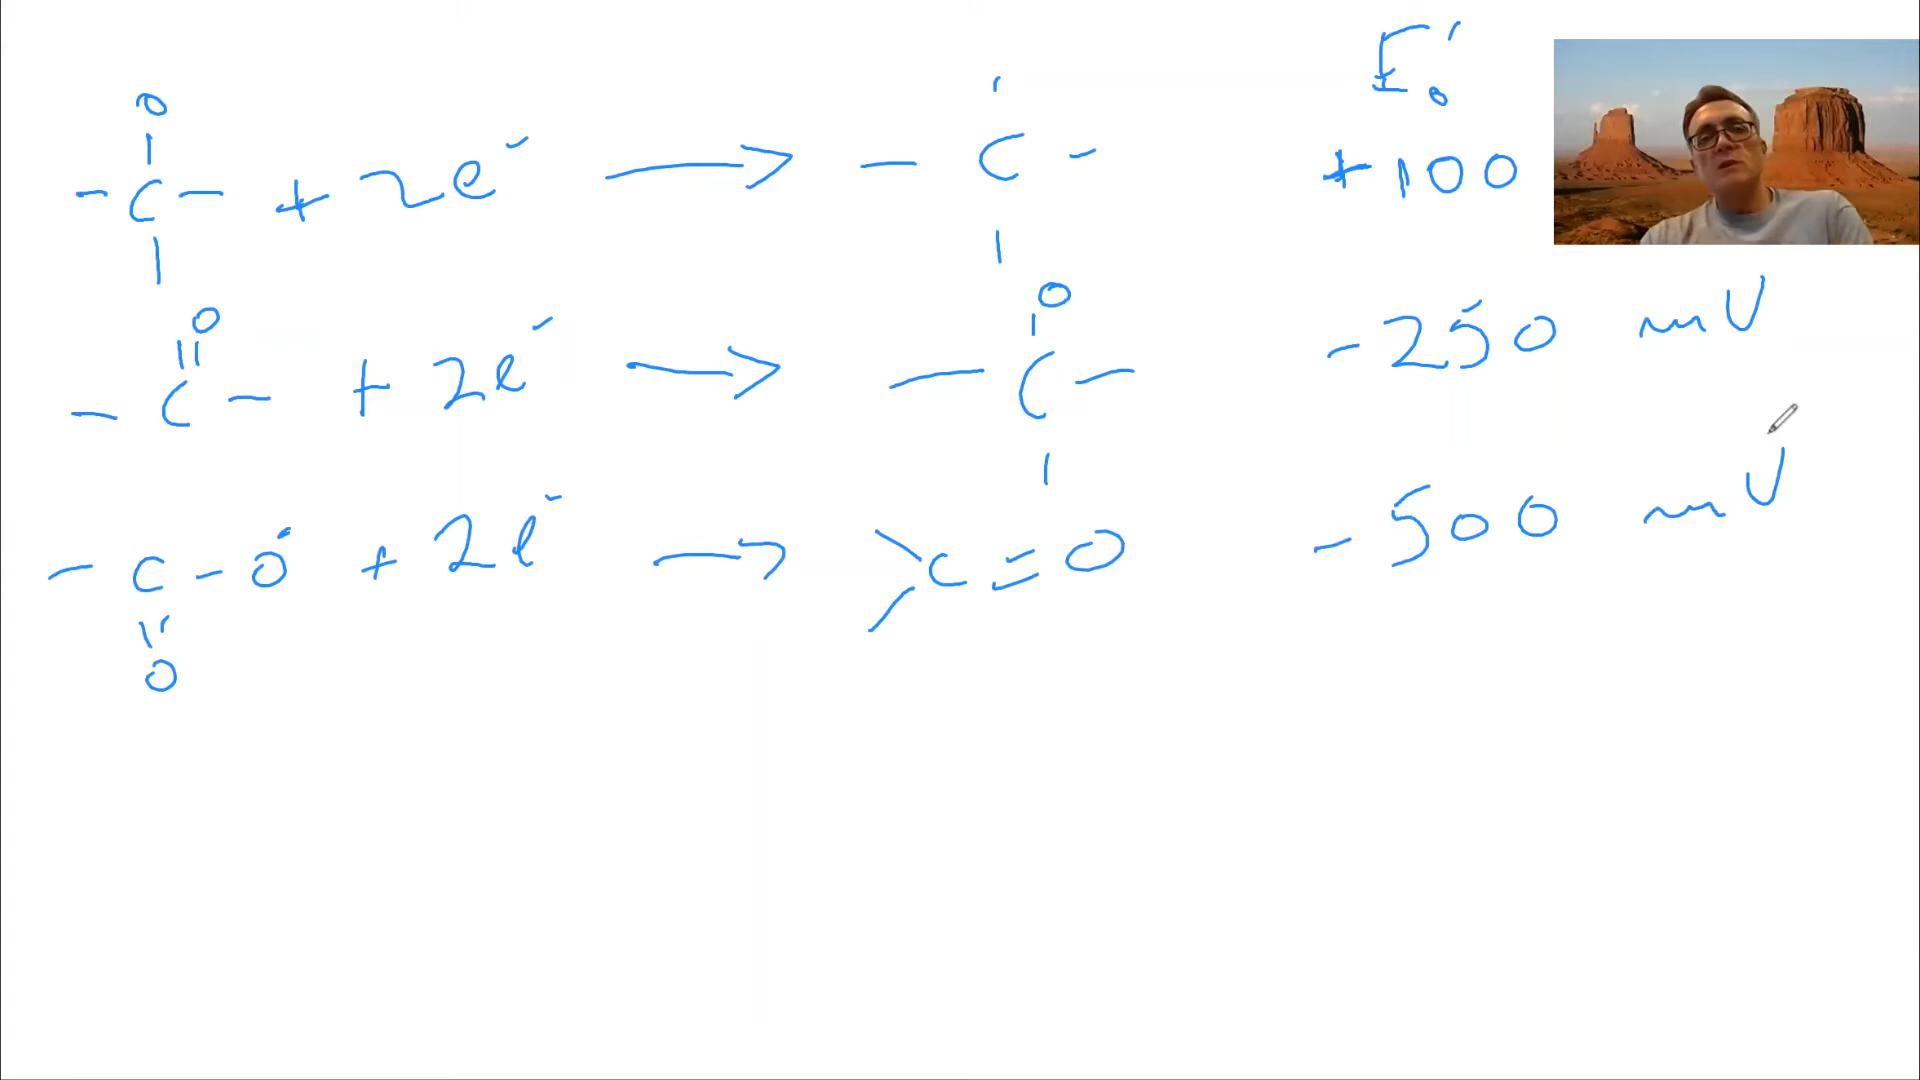 E₀'
O
- C - + 2e⁻ → - C - +100
O O
- C - + 2e⁻ → - C - -250 mV
- C - O⁻ + 2e⁻ → C = O -500 mV
O